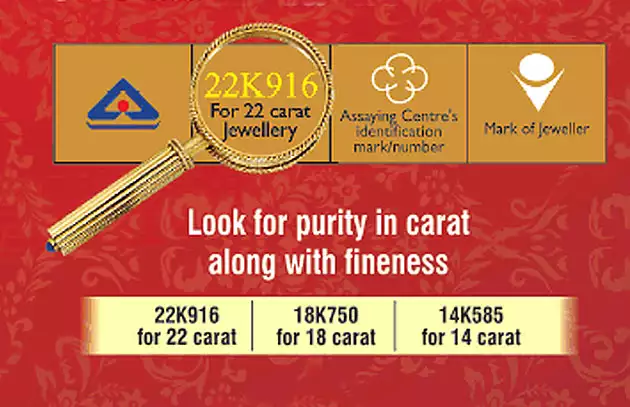 22K916
For 22 carat
Jewellery
Assaying Centre's
identification
mark/number
Mark of Jeweller
Look for purity in carat
along with fineness
22K916
for 22 carat
18K750
for 18 carat
14K585
for 14 carat